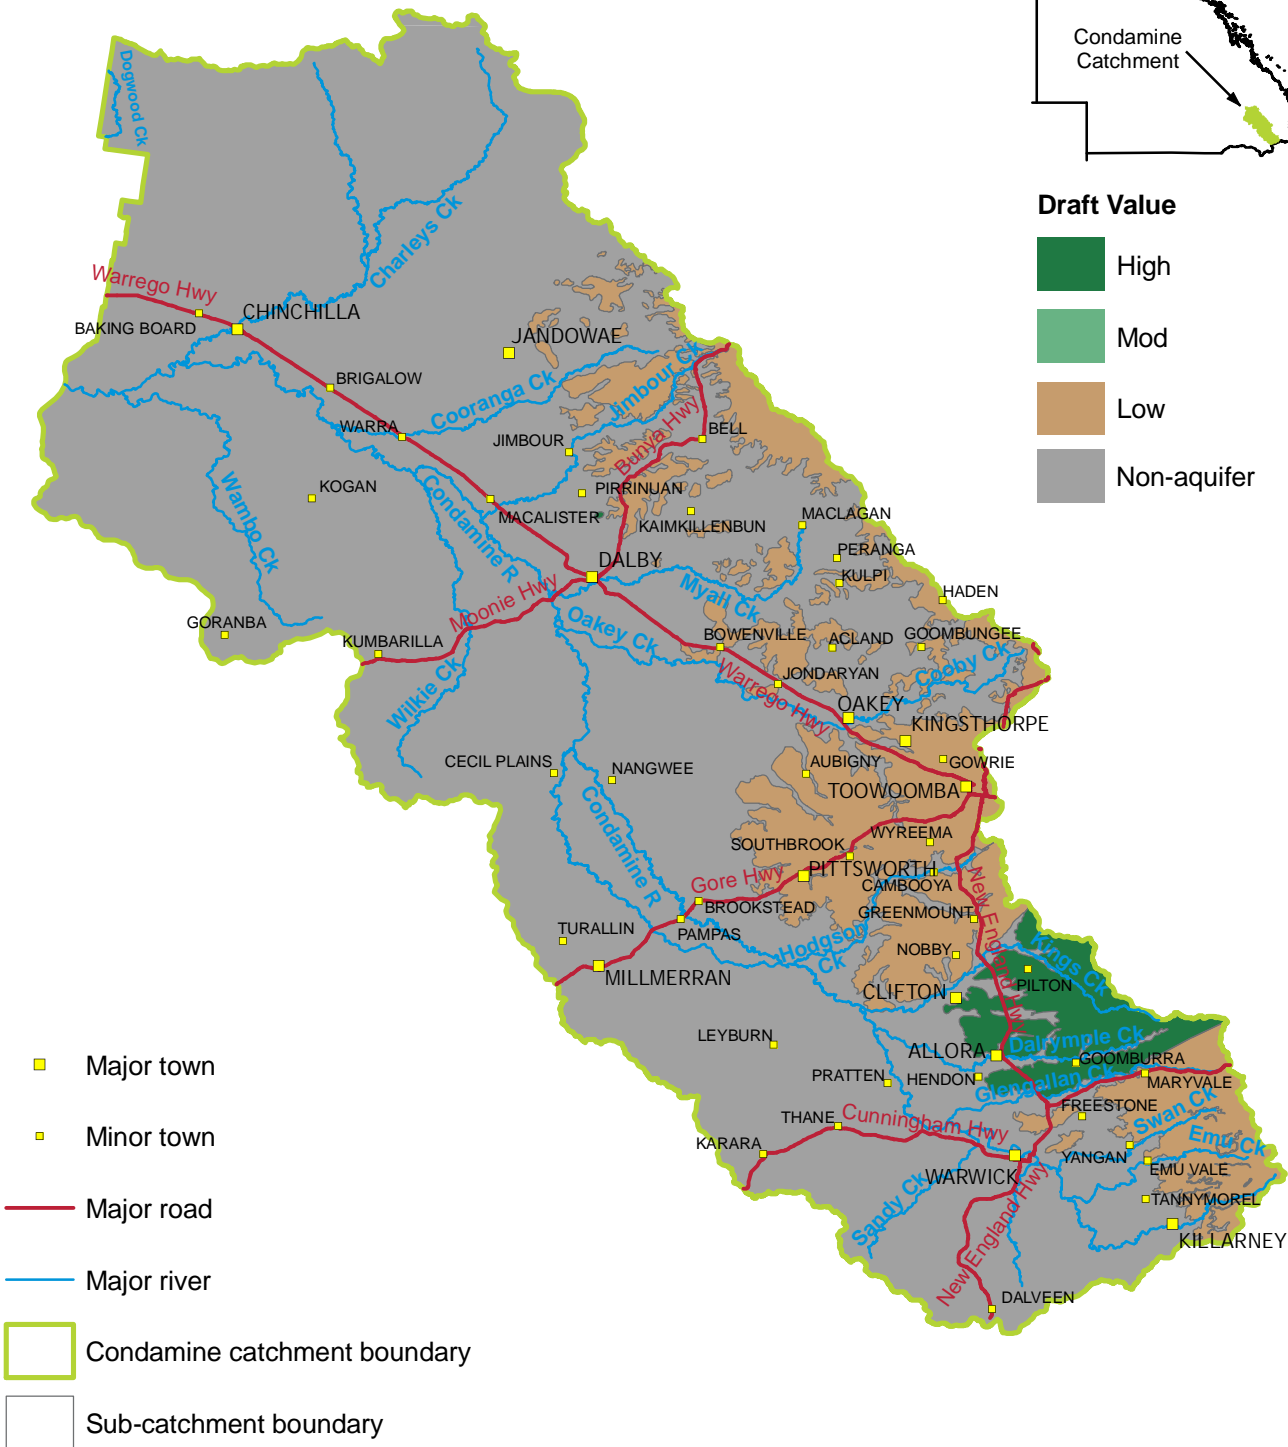 Condamine
Catchment
Draft Value
High
Mod
Low
Non-aquifer
Dogwood Ck
Charleys Ck
Warrego Hwy
CHINCHILLA
BAKING BOARD
JANDOWAE
BRIGALOW
Cooranga Ck
Jimbour Ck
WARRA
JIMBOUR
Bunya Hwy
BELL
KOGAN
Wambo Ck
Condamine R
PIRRINUAN
MACALISTER
KAIMKILLENBUN
MACLAGAN
DALBY
PERANGA
KULPI
Myall Ck
Moonie Hwy
HADEN
GORANBA
KUMBARILLA
Oakey Ck
BOWENVILLE
ACLAND
GOOMBUNGEE
Cooby Ck
Wilkie Ck
JONDARYAN
Warrego Hwy
OAKEY
KINGSTHORPE
CECIL PLAINS
NANGWEE
AUBIGNY
GOWRIE
TOOWOOMBA
Condamine R
WYREEMA
SOUTHBROOK
PITTSWORTH
Gore Hwy
CAMBOOYA
New England Hwy
BROOKSTEAD
GREENMOUNT
TURALLIN
PAMPAS
Hodgson
Ck
NOBBY
Kings Ck
MILLMERRAN
CLIFTON
PILTON
LEYBURN
ALLORA
Dalrymple Ck
GOOMBURRA
PRATTEN
HENDON
Glengallan Ck
MARYVALE
THANE
Cunningham Hwy
FREESTONE
Swan Ck
KARARA
Emu Ck
YANGAN
EMU VALE
WARWICK
Sandy Ck
TANNYMOREL
KILLARNEY
New England Hwy
DALVEEN
Major town
Minor town
Major road
Major river
Condamine catchment boundary
Sub-catchment boundary